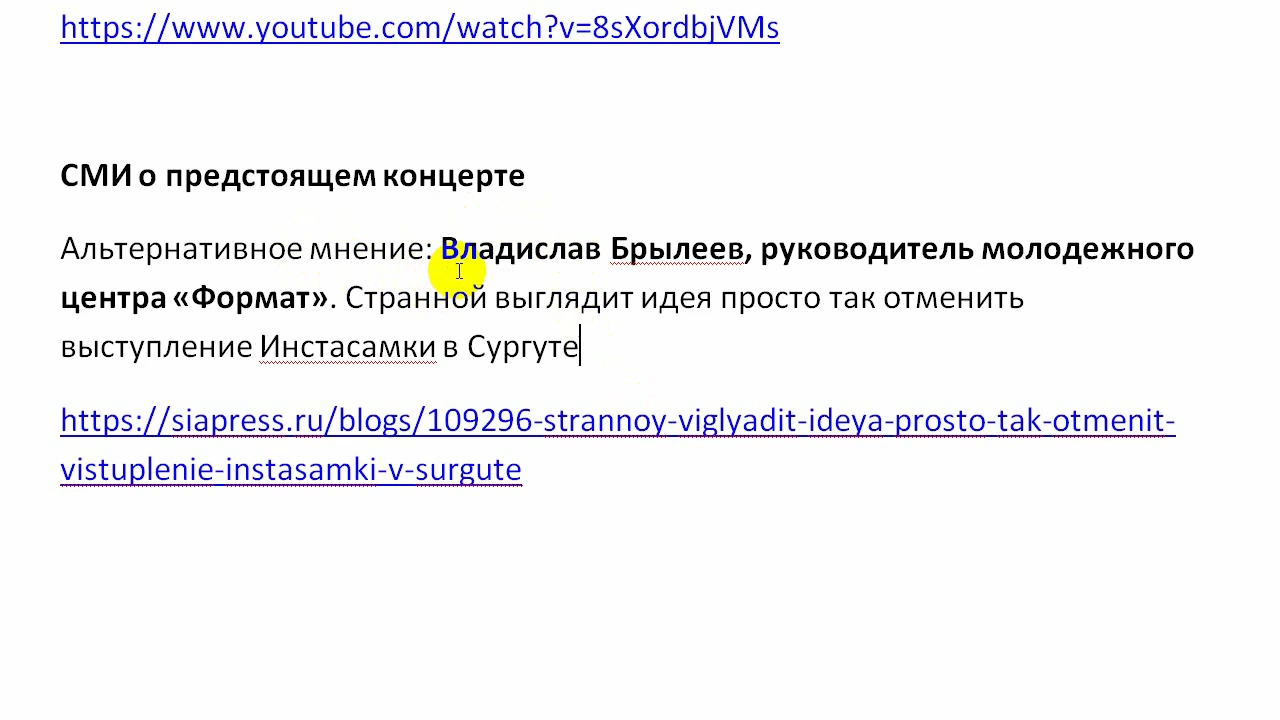 https://www.youtube.com/watch?v=8sXordbjVMs
СМИ о предстоящем концерте
Альтернативное мнение: Владислав Брылеев, руководитель молодежного
центра «Формат». Странной выглядит идея просто так отменить
выступление Инстасамки в Сургуте
https://siapress.ru/blogs/109296-strannoy-viglyadit-ideya-prosto-tak-otmenit-
vistuplenie-instasamki-v-surgute